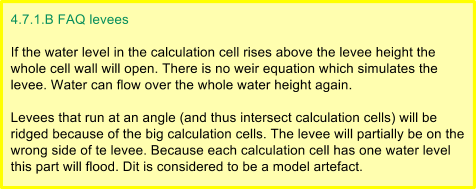 4.7.1.B FAQ levees
If the water level in the calculation cell rises above the levee height the
whole cell wall will open. There is no weir equation which simulates the
levee. Water can flow over the whole water height again.
Levees that run at an angle (and thus intersect calculation cells) will be
ridged because of the big calculation cells. The levee will partially be on the
wrong side of te levee. Because each calculation cell has one water level
this part will flood. Dit is considered to be a model artefact.